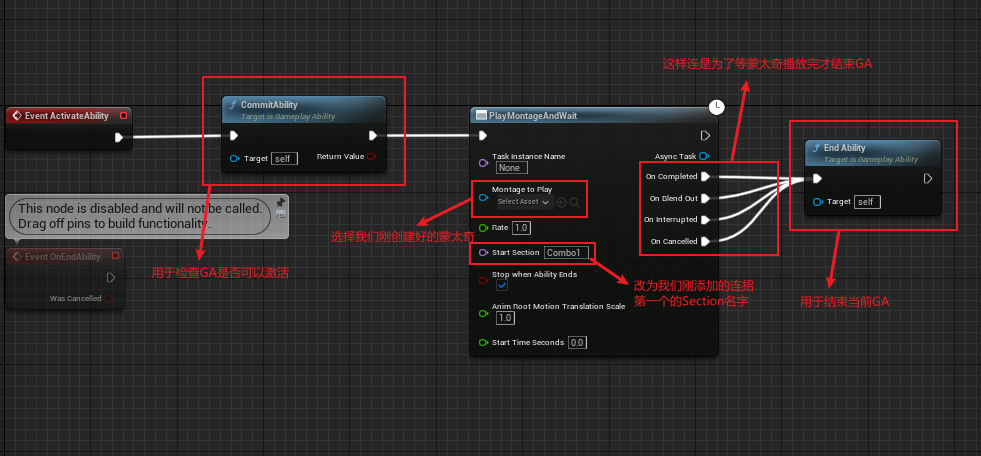 这样连是为了等蒙太奇播放完才结束GA
Event ActivateAbility
CommitAbility
Target is Gameplay Ability
Target
self
Return Value
PlayMontageAndWait
Task Instance Name
None
Async Task
Montage to Play
Select Asset
On Completed
On Blend Out
Rate
1.0
On Interrupted
Start Section
Combo1
On Cancelled
Stop when Ability Ends
Anim Root Motion Translation Scale
1.0
Start Time Seconds
0.0
End Ability
Target is Gameplay Ability
Target
self
This node is disabled and will not be called.
Drag off pins to build functionality.
Event OnEndAbility
Was Cancelled
用于检查GA是否可以激活
选择我们刚创建好的蒙太奇
改为我们刚添加的连招
第一个的Section名字
用于结束当前GA